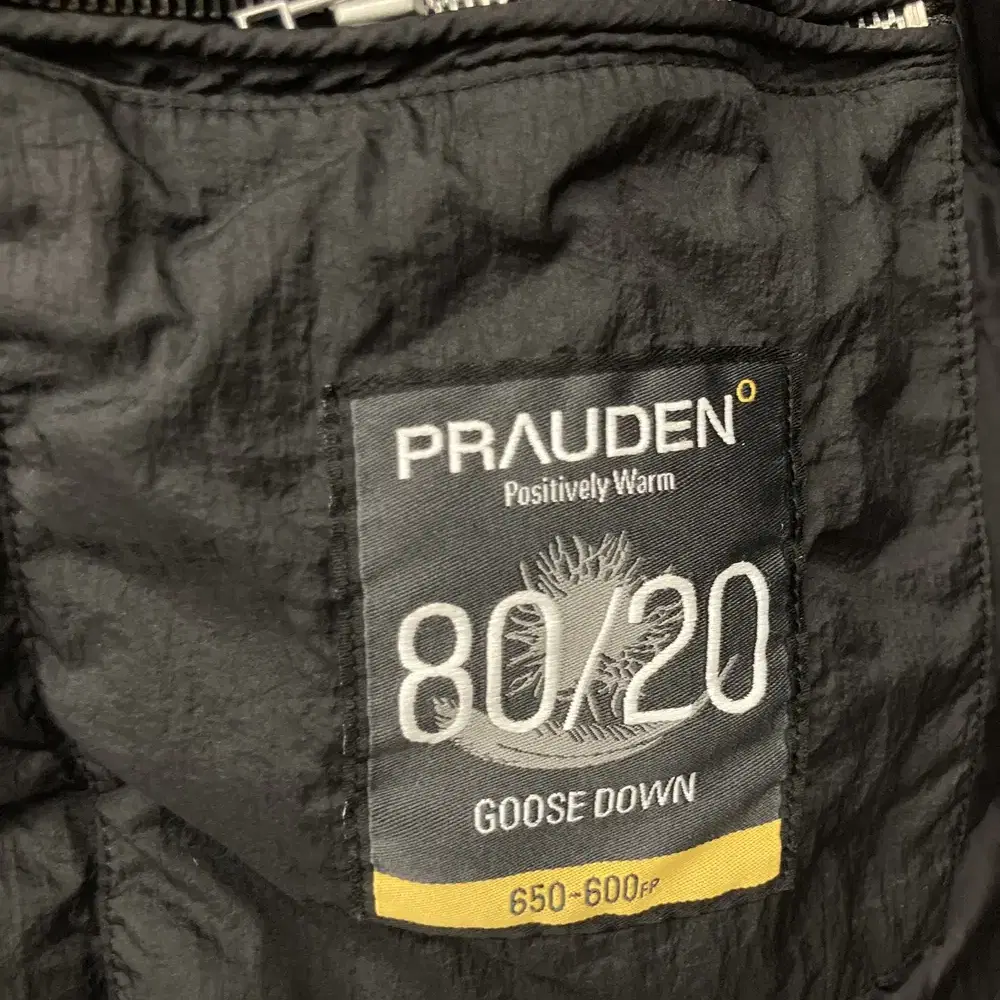 PRAUDEN°
Positively Warm
80/20
GOOSE DOWN
650~600FP